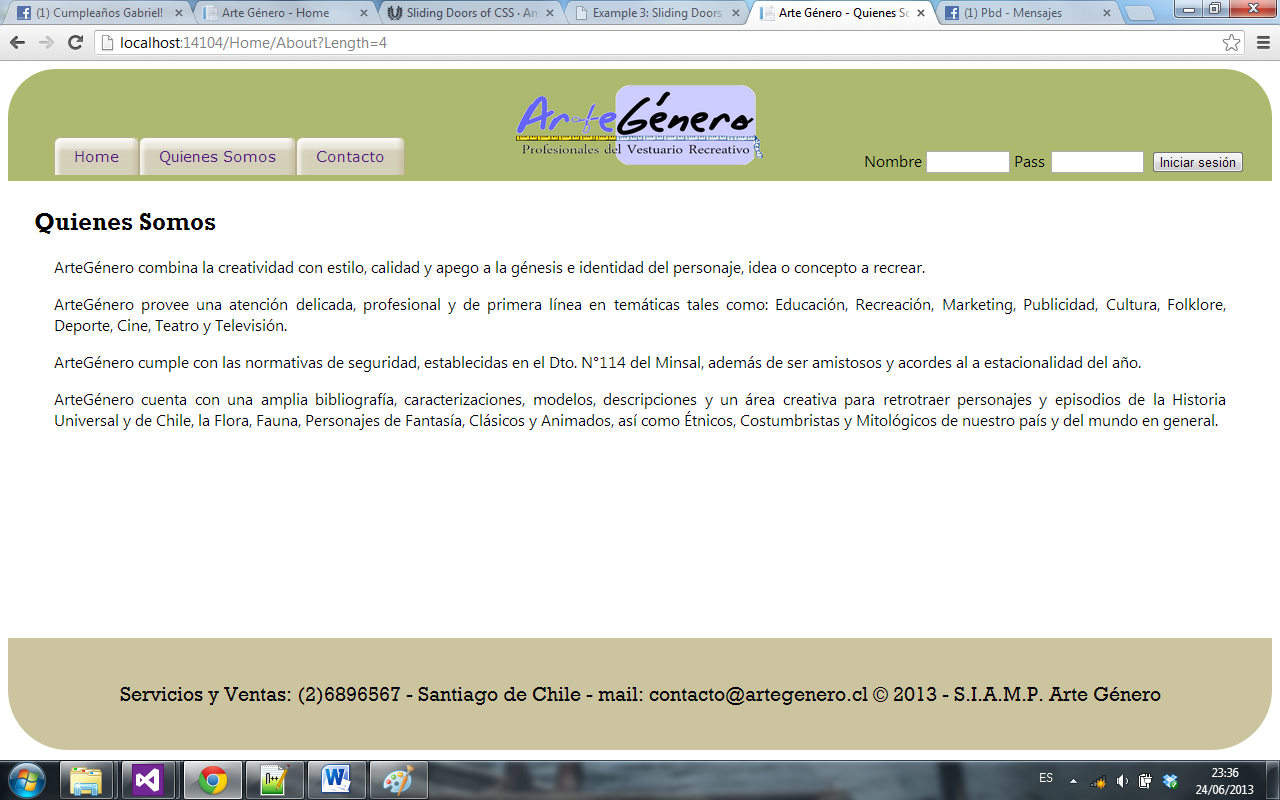 (1) Cumpleaños Gabriel!
Arte Género - Home
Sliding Doors of CSS · An
Example 3: Sliding Doors
Arte Género - Quienes So
(1) Pbd - Mensajes
localhost:14104/Home/About?Length=4
ArteGénero
Profesionales del Vestuario Recreativo
Home
Quienes Somos
Contacto
Nombre
Pass
Iniciar sesión
Quienes Somos
ArteGénero combina la creatividad con estilo, calidad y apego a la génesis e identidad del personaje, idea o concepto a recrear.
ArteGénero provee una atención delicada, profesional y de primera línea en temáticas tales como: Educación, Recreación, Marketing, Publicidad, Cultura, Folklore,
Deporte, Cine, Teatro y Televisión.
ArteGénero cumple con las normativas de seguridad, establecidas en el Dto. N°114 del Minsal, además de ser amistosos y acordes al a estacionalidad del año.
ArteGénero cuenta con una amplia bibliografía, caracterizaciones, modelos, descripciones y un área creativa para retrotraer personajes y episodios de la Historia
Universal y de Chile, la Flora, Fauna, Personajes de Fantasía, Clásicos y Animados, así como Étnicos, Costumbristas y Mitológicos de nuestro país y del mundo en general.
Servicios y Ventas: (2)6896567 - Santiago de Chile - mail: contacto@artegenero.cl © 2013 - S.I.A.M.P. Arte Género
ES
23:36
24/06/2013